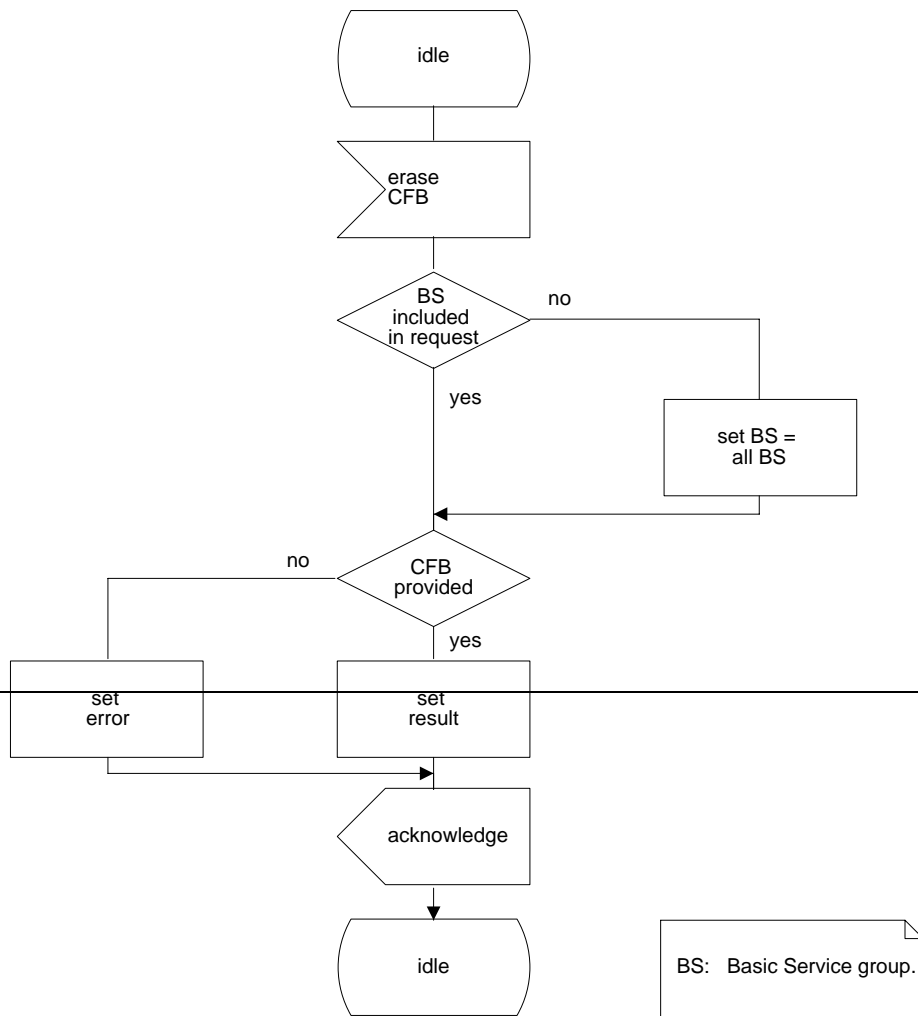 idle
erase
CFB
BS
included
in request
no
yes
set BS =
all BS
no
CFB
provided
yes
set
error
set
result
acknowledge
idle
BS: Basic Service group.